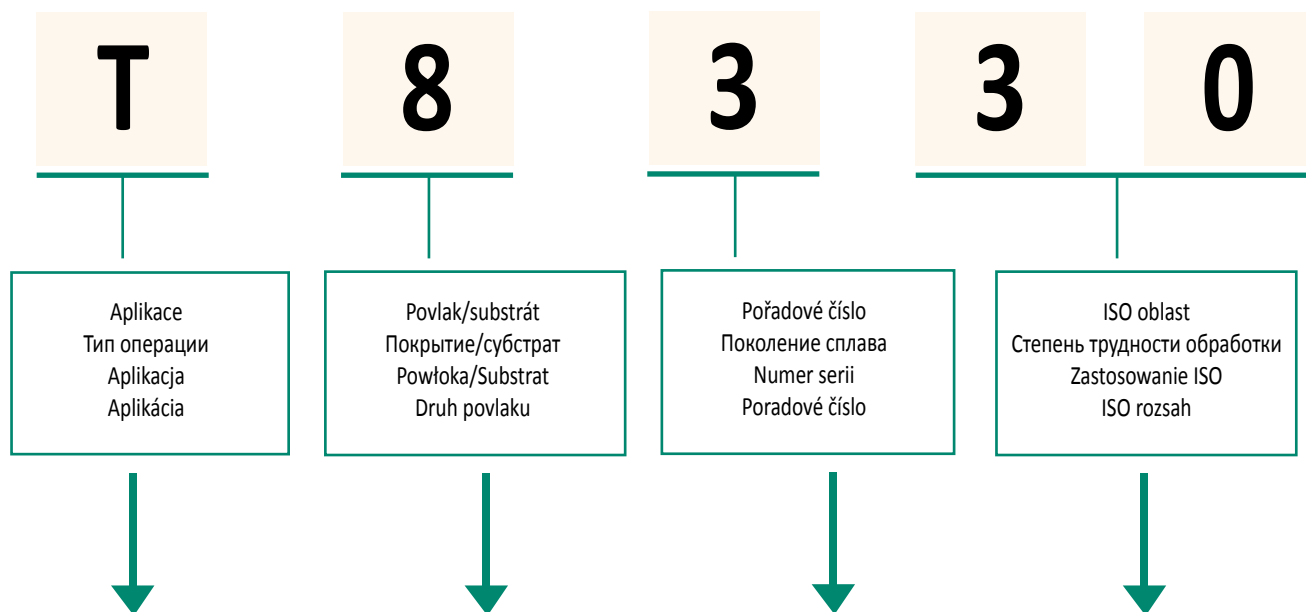 T 8 3 3 0
Aplikace
Тип операции
Aplikacja
Aplikácia
Povlak/substrát
Покрытие/субстрат
Powłoka/Substrat
Druh povlaku
Pořadové číslo
Поколение сплава
Numer serii
Poradové číslo
ISO oblast
Степень трудности обработки
Zastosowanie ISO
ISO rozsah